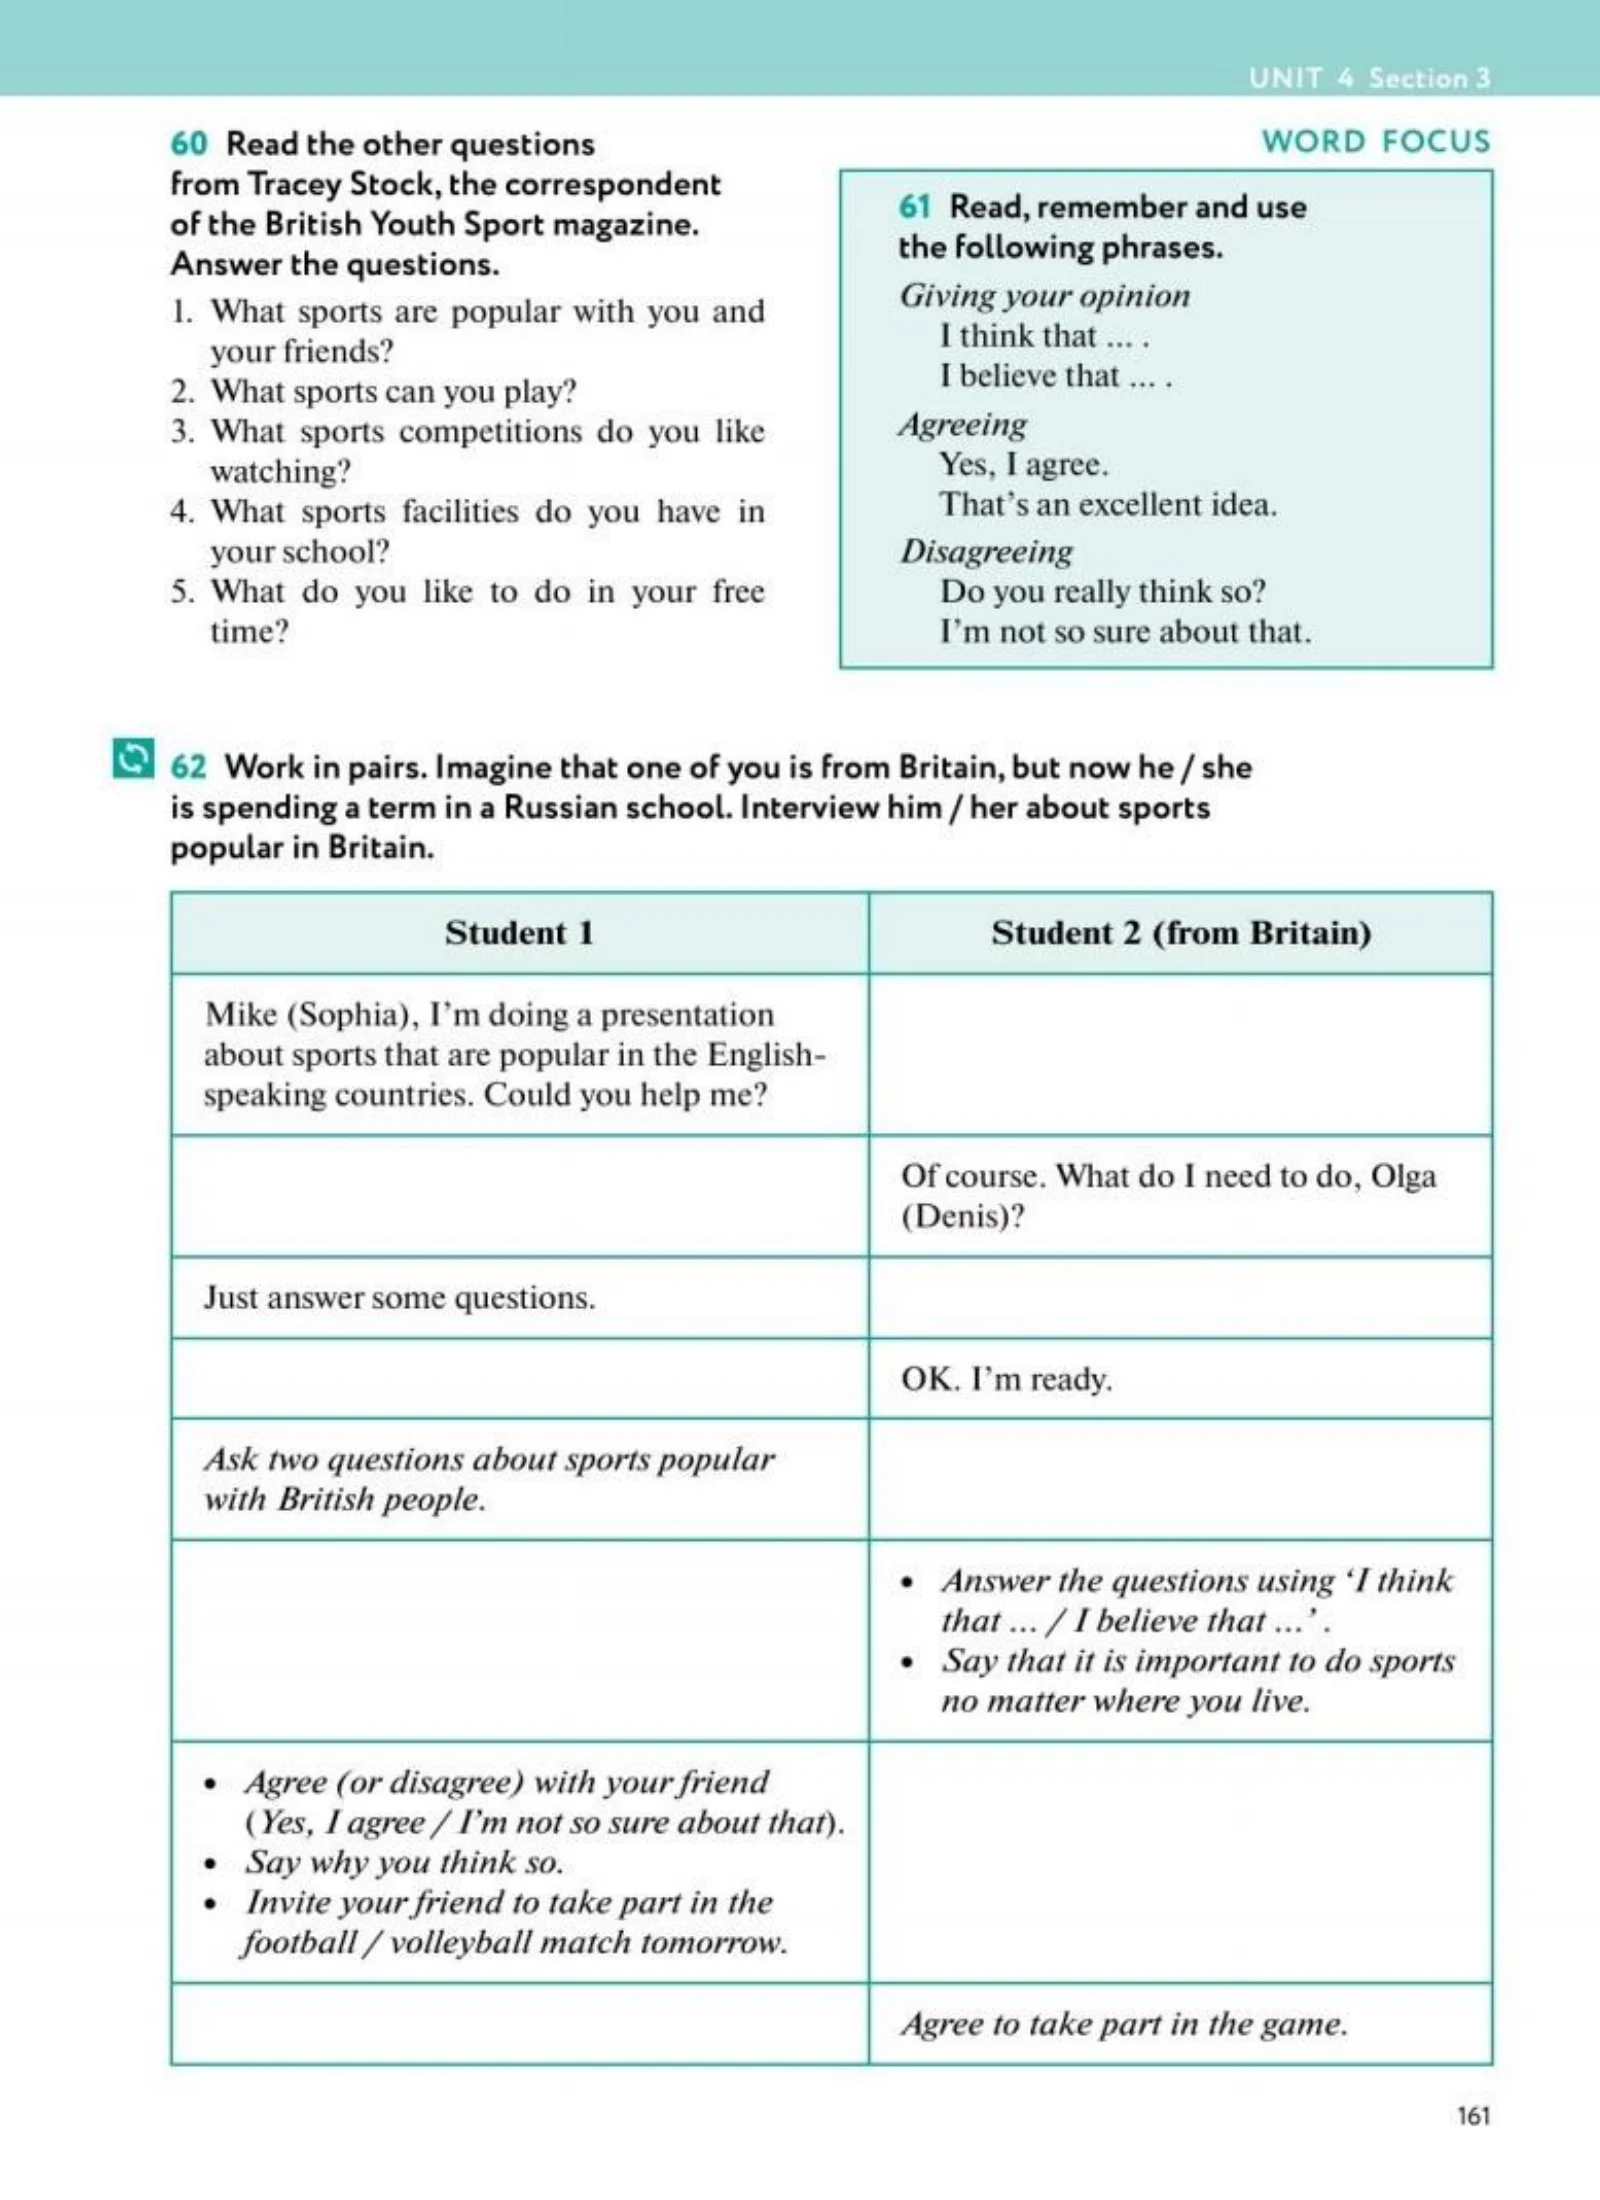 UNIT 4 Section 3
60 Read the other questions
from Tracey Stock, the correspondent
of the British Youth Sport magazine.
Answer the questions.
1. What sports are popular with you and
your friends?
2. What sports can you play?
3. What sports competitions do you like
watching?
4. What sports facilities do you have in
your school?
5. What do you like to do in your free
time?
WORD FOCUS
61 Read, remember and use
the following phrases.
Giving your opinion
I think that ... .
I believe that ... .
Agreeing
Yes, I agree.
That's an excellent idea.
Disagreeing
Do you really think so?
I'm not so sure about that.
62 Work in pairs. Imagine that one of you is from Britain, but now he / she
is spending a term in a Russian school. Interview him / her about sports
popular in Britain.
Student 1
Student 2 (from Britain)
Mike (Sophia), I'm doing a presentation
about sports that are popular in the English-
speaking countries. Could you help me?
Of course. What do I need to do, Olga
(Denis)?
Just answer some questions.
OK. I'm ready.
Ask two questions about sports popular
with British people.
• Answer the questions using 'I think
that ... / I believe that ...' .
• Say that it is important to do sports
no matter where you live.
• Agree (or disagree) with your friend
(Yes, I agree / I'm not so sure about that).
• Say why you think so.
• Invite your friend to take part in the
football / volleyball match tomorrow.
Agree to take part in the game.
161